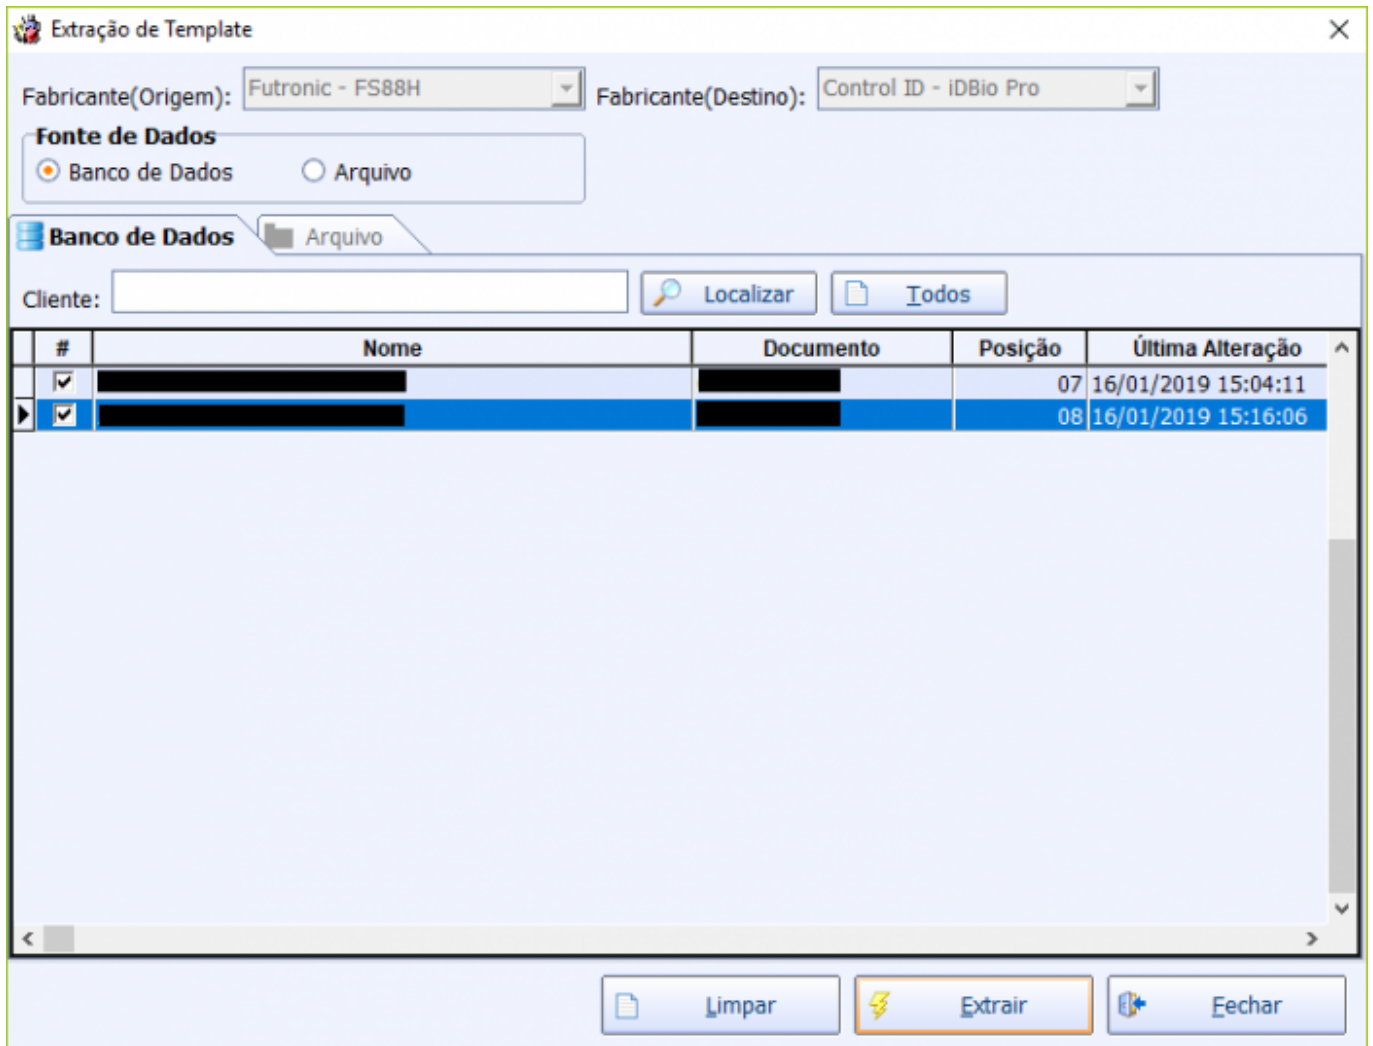 Extração de Template
Fabricante(Origem): Futronic - FS88H Fabricante(Destino): Control ID - iDBio Pro
Fonte de Dados
Banco de Dados Arquivo
Banco de Dados Arquivo
Cliente: Localizar Todos
# Nome Documento Posição Última Alteração
07 16/01/2019 15:04:11
08 16/01/2019 15:16:06
Limpar Extrair Fechar